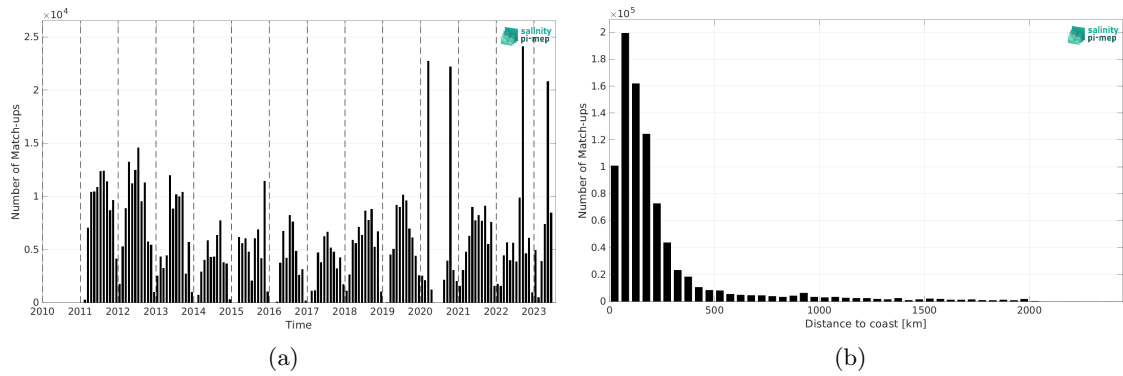 ×10⁴
2.5
2
1.5
1
0.5
0
2010 2011 2012 2013 2014 2015 2016 2017 2018 2019 2020 2021 2022 2023
Time
Number of Match-ups
salinity
pi-mep
(a)
×10⁵
2
1.8
1.6
1.4
1.2
1
0.8
0.6
0.4
0.2
0
0 500 1000 1500 2000
Distance to coast [km]
Number of Match-ups
salinity
pi-mep
(b)